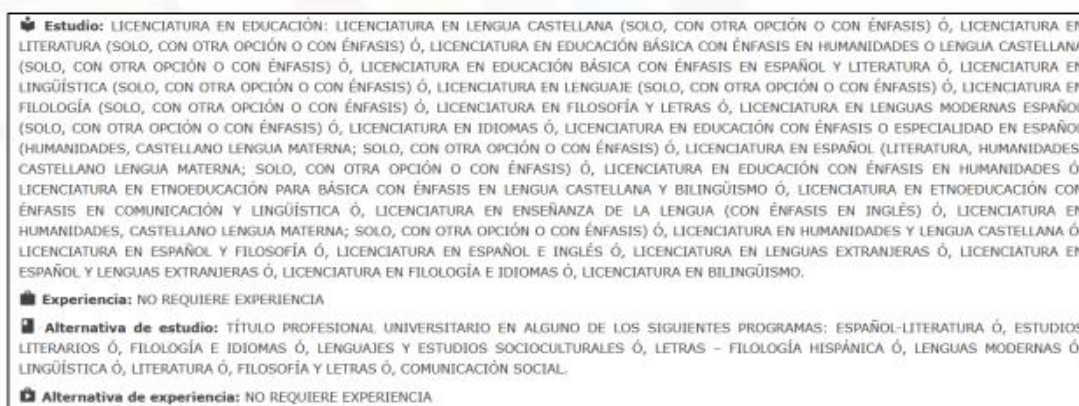 Estudio: LICENCIATURA EN EDUCACIÓN: LICENCIATURA EN LENGUA CASTELLANA (SOLO, CON OTRA OPCIÓN O CON ÉNFASIS) Ó, LICENCIATURA EN
LITERATURA (SOLO, CON OTRA OPCIÓN O CON ÉNFASIS) Ó, LICENCIATURA EN EDUCACIÓN BÁSICA CON ÉNFASIS EN HUMANIDADES O LENGUA CASTELLANA
(SOLO, CON OTRA OPCIÓN O CON ÉNFASIS) Ó, LICENCIATURA EN EDUCACIÓN BÁSICA CON ÉNFASIS EN ESPAÑOL Y LITERATURA Ó, LICENCIATURA EN
LINGÜÍSTICA (SOLO, CON OTRA OPCIÓN O CON ÉNFASIS) Ó, LICENCIATURA EN LENGUAJE (SOLO, CON OTRA OPCIÓN O CON ÉNFASIS) Ó, LICENCIATURA EN
FILOLOGÍA (SOLO, CON OTRA OPCIÓN O CON ÉNFASIS) Ó, LICENCIATURA EN FILOSOFÍA Y LETRAS Ó, LICENCIATURA EN LENGUAS MODERNAS ESPAÑOL
(SOLO, CON OTRA OPCIÓN O CON ÉNFASIS) Ó, LICENCIATURA EN IDIOMAS Ó, LICENCIATURA EN EDUCACIÓN CON ÉNFASIS O ESPECIALIDAD EN ESPAÑOL
(HUMANIDADES, CASTELLANO LENGUA MATERNA; SOLO, CON OTRA OPCIÓN O CON ÉNFASIS) Ó, LICENCIATURA EN ESPAÑOL (LITERATURA, HUMANIDADES
CASTELLANO LENGUA MATERNA; SOLO, CON OTRA OPCIÓN O CON ÉNFASIS) Ó, LICENCIATURA EN EDUCACIÓN CON ÉNFASIS EN HUMANIDADES Ó
LICENCIATURA EN ETNOEDUCACIÓN PARA BÁSICA CON ÉNFASIS EN LENGUA CASTELLANA Y BILINGÜISMO Ó, LICENCIATURA EN ETNOEDUCACIÓN CON
ÉNFASIS EN COMUNICACIÓN Y LINGÜÍSTICA Ó, LICENCIATURA EN ENSEÑANZA DE LA LENGUA (CON ÉNFASIS EN INGLÉS) Ó, LICENCIATURA EN
HUMANIDADES, CASTELLANO LENGUA MATERNA; SOLO, CON OTRA OPCIÓN O CON ÉNFASIS) Ó, LICENCIATURA EN HUMANIDADES Y LENGUA CASTELLANA Ó
LICENCIATURA EN ESPAÑOL Y FILOSOFÍA Ó, LICENCIATURA EN ESPAÑOL E INGLÉS Ó, LICENCIATURA EN LENGUAS EXTRANJERAS Ó, LICENCIATURA EN
ESPAÑOL Y LENGUAS EXTRANJERAS Ó, LICENCIATURA EN FILOLOGÍA E IDIOMAS Ó, LICENCIATURA EN BILINGÜISMO.
Experiencia: NO REQUIERE EXPERIENCIA
Alternativa de estudio: TÍTULO PROFESIONAL UNIVERSITARIO EN ALGUNO DE LOS SIGUIENTES PROGRAMAS: ESPAÑOL-LITERATURA Ó, ESTUDIOS
LITERARIOS Ó, FILOLOGÍA E IDIOMAS Ó, LENGUAJES Y ESTUDIOS SOCIOCULTURALES Ó, LETRAS – FILOLOGÍA HISPÁNICA Ó, LENGUAS MODERNAS Ó
LINGÜÍSTICA Ó, LITERATURA Ó, FILOSOFÍA Y LETRAS Ó, COMUNICACIÓN SOCIAL.
Alternativa de experiencia: NO REQUIERE EXPERIENCIA